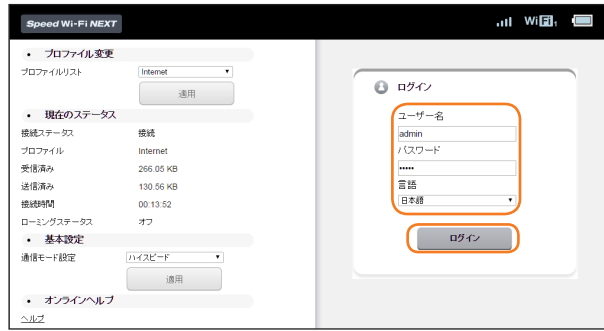 Speed Wi-Fi NEXT
WiFi 1
• プロファイル変更
プロファイルリスト Internet
適用
• 現在のステータス
接続ステータス 接続
プロファイル Internet
受信済み 266.05 KB
送信済み 130.56 KB
接続時間 00:13:52
ローミングステータス オフ
• 基本設定
通信モード設定 ハイスピード
適用
• オンラインヘルプ
ヘルプ
ログイン
ユーザー名
admin
パスワード
•••••
言語
日本語
ログイン